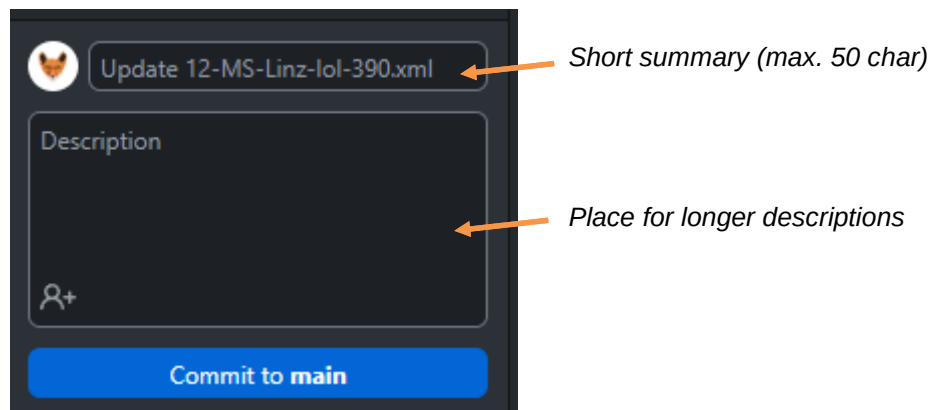 Update 12-MS-Linz-lol-390.xml
Short summary (max. 50 char)
Description
Place for longer descriptions
Commit to main